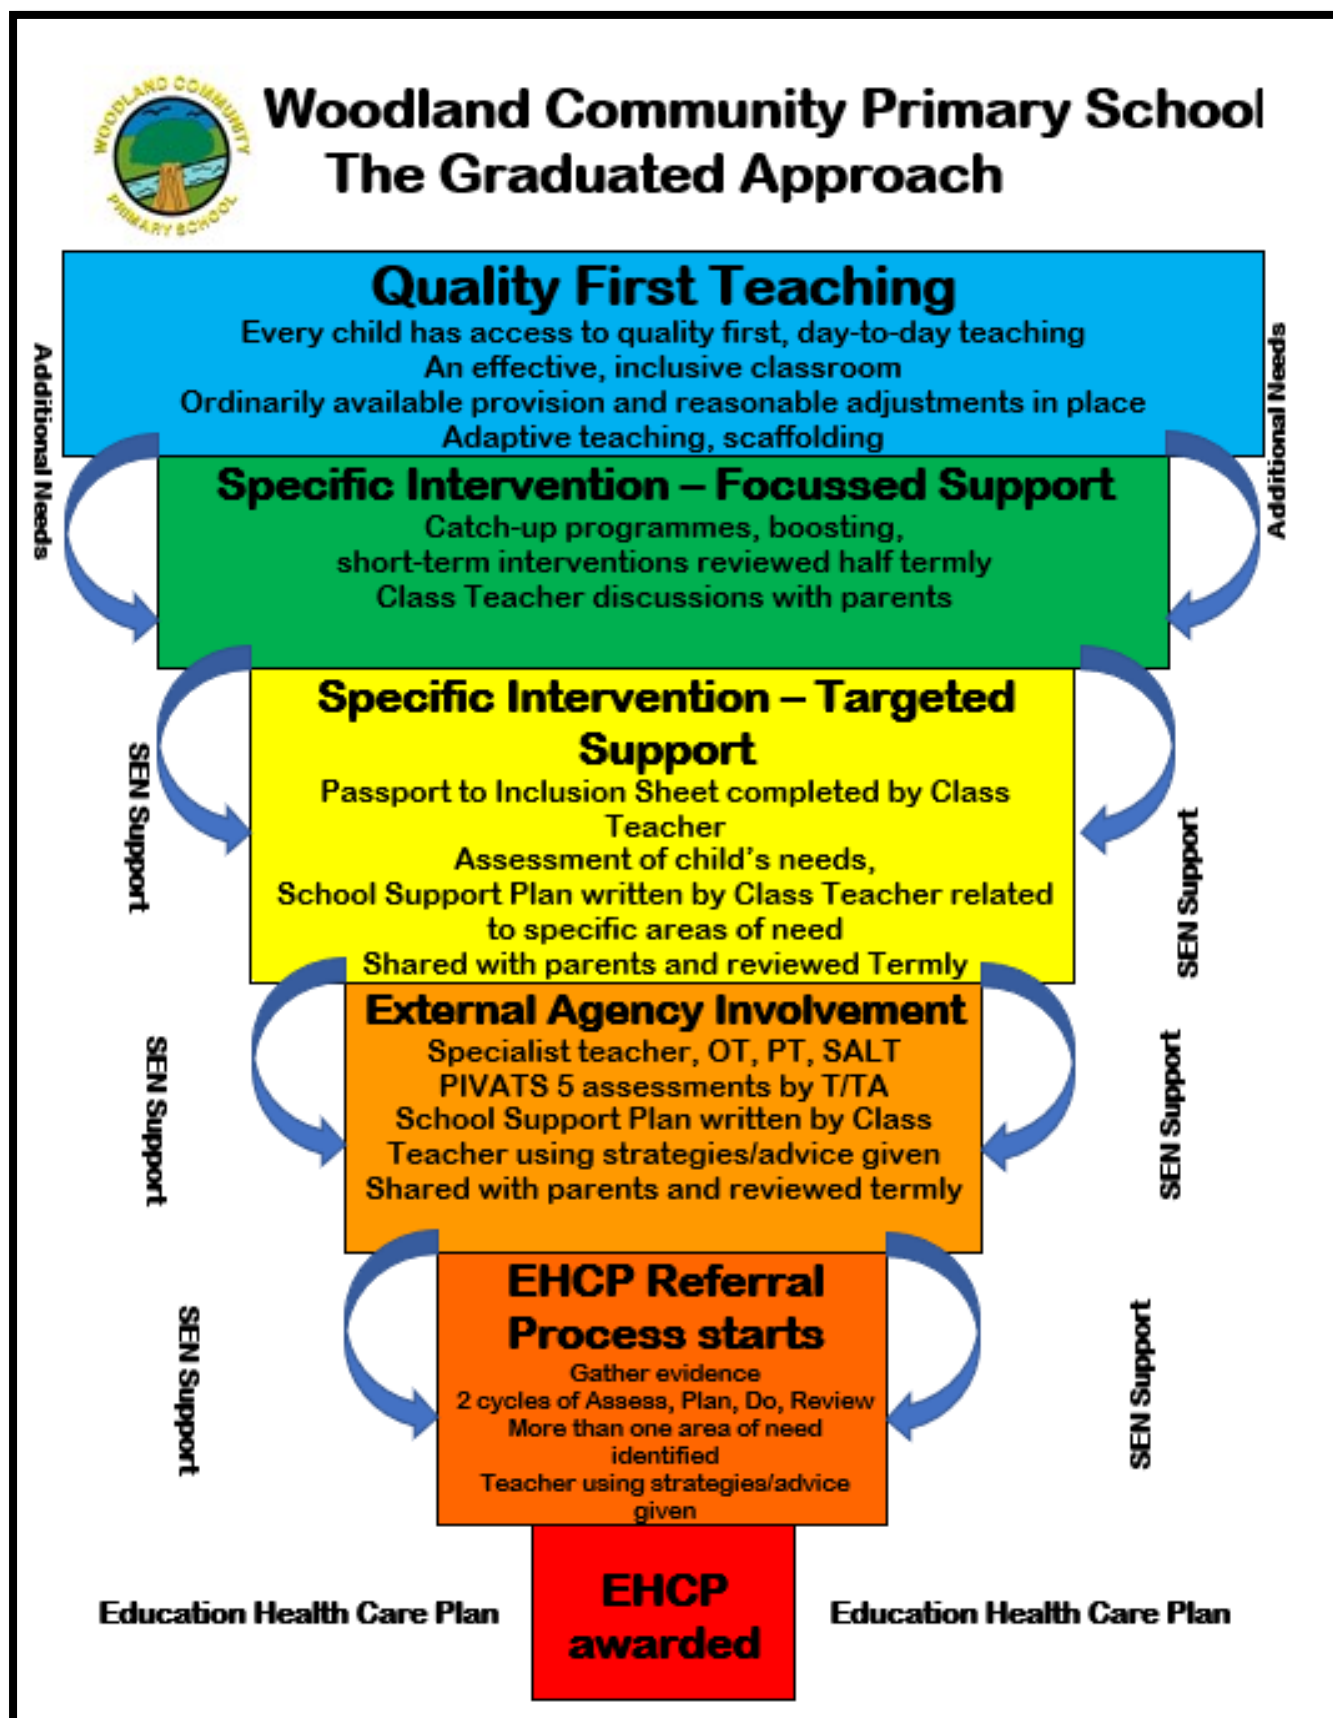 WOODLAND COMMUNITY
PRIMARY SCHOOL
Woodland Community Primary School
The Graduated Approach
Quality First Teaching
Every child has access to quality first, day-to-day teaching
An effective, inclusive classroom
Ordinarily available provision and reasonable adjustments in place
Adaptive teaching, scaffolding
Additional Needs
Additional Needs
Specific Intervention – Focussed Support
Catch-up programmes, boosting,
short-term interventions reviewed half termly
Class Teacher discussions with parents
Specific Intervention – Targeted
Support
Passport to Inclusion Sheet completed by Class
Teacher
Assessment of child's needs,
School Support Plan written by Class Teacher related
to specific areas of need
Shared with parents and reviewed Termly
SEN Support
SEN Support
External Agency Involvement
Specialist teacher, OT, PT, SALT
PIVATS 5 assessments by T/TA
School Support Plan written by Class
Teacher using strategies/advice given
Shared with parents and reviewed termly
SEN Support
SEN Support
EHCP Referral
Process starts
Gather evidence
2 cycles of Assess, Plan, Do, Review
More than one area of need
identified
Teacher using strategies/advice
given
SEN Support
SEN Support
Education Health Care Plan
EHCP
awarded
Education Health Care Plan